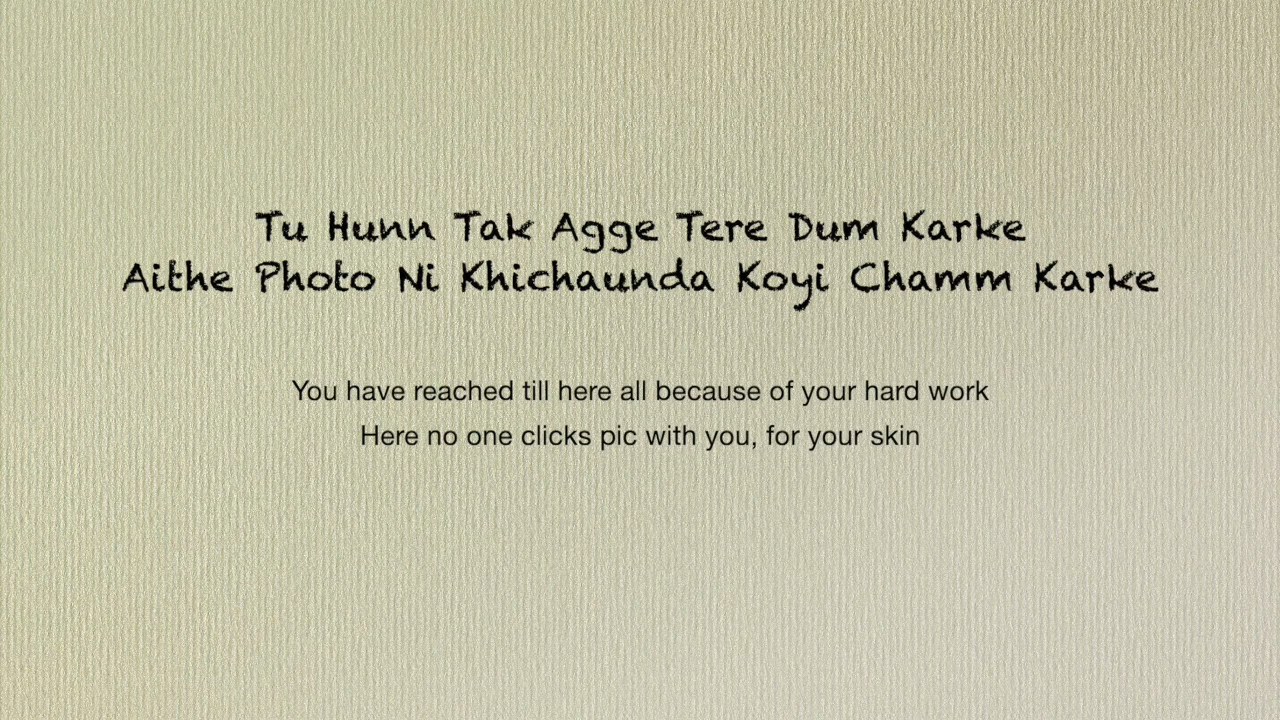 Tu Hunn Tak Agge Tere Dum Karke
Aithe Photo Ni Khichaunda Koyi Chamm Karke
You have reached till here all because of your hard work
Here no one clicks pic with you, for your skin